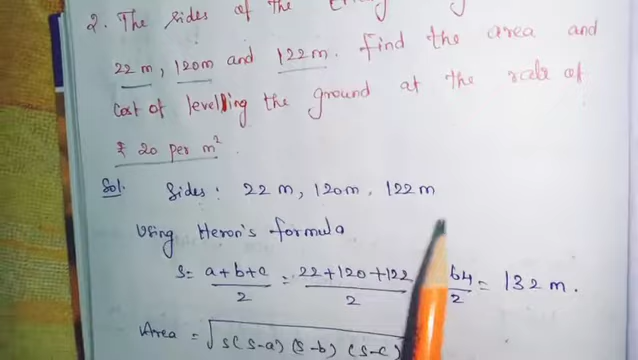 2. The sides of the
22 m, 120m and 122m. Find the area and
Cost of levelling the ground at the rate of
₹ 20 per m²
Sol. Sides: 22 m, 120m, 122m
Using Heron's formula
S = a+b+c/2 = 22+120+122/2 64/2 = 132 m.
Area = √s(s-a)(s-b)(s-c)